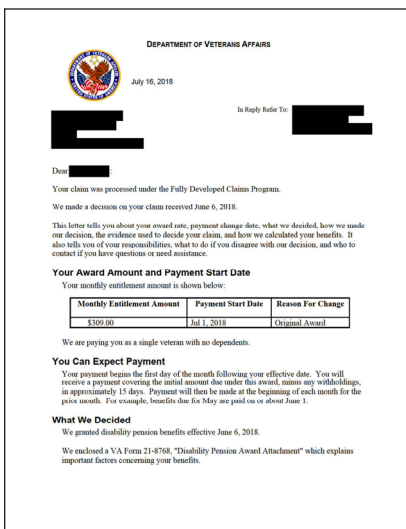 DEPARTMENT OF VETERANS AFFAIRS
July 16, 2018
In Reply Refer To:
Dear :
Your claim was processed under the Fully Developed Claims Program.
We made a decision on your claim received June 6, 2018.
This letter tells you about your award rate, payment change date, what we decided, how we made
our decision, the evidence used to decide your claim, and how we calculated your benefits. It
also tells you of your responsibilities, what to do if you disagree with our decision, and who to
contact if you have questions or need assistance.
Your Award Amount and Payment Start Date
Your monthly entitlement amount is shown below:
Monthly Entitlement Amount Payment Start Date Reason For Change
$309.00 Jul 1, 2018 Original Award
We are paying you as a single veteran with no dependents.
You Can Expect Payment
Your payment begins the first day of the month following your effective date. You will
receive a payment covering the initial amount due under this award, minus any withholdings,
in approximately 15 days. Payment will then be made at the beginning of each month for the
prior month. For example, benefits due for May are paid on or about June 1.
What We Decided
We granted disability pension benefits effective June 6, 2018.
We enclosed a VA Form 21-8768, "Disability Pension Award Attachment" which explains
important factors concerning your benefits.